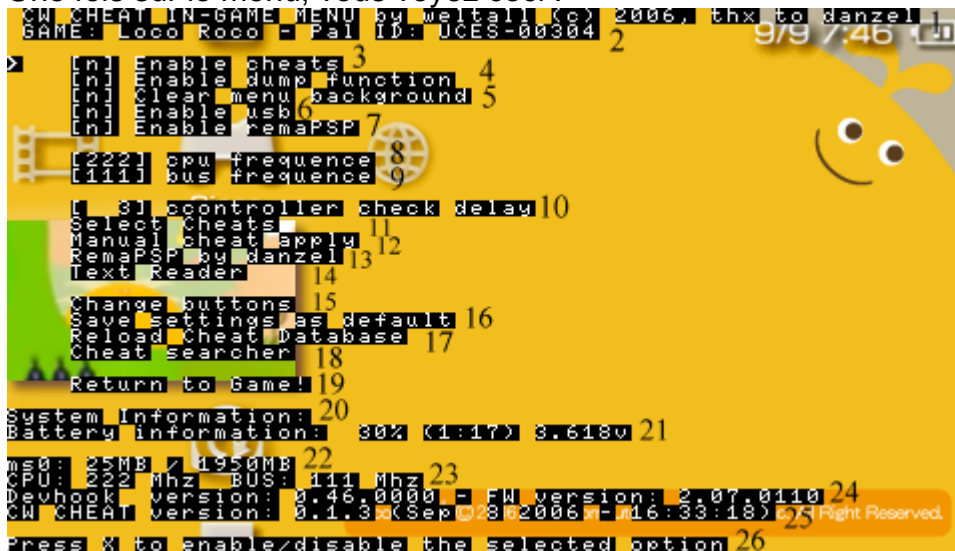 CW CHEAT IN-GAME MENU by weltall (c) 2006, thx to danzel 1
GAME: Loco Roco - Pal ID: UCES-00304 2
9/9 7:46
> [n] Enable cheats 3
[n] Enable dump function 4
[n] Clear menu background 5
[n] Enable usb 6
[n] Enable remaPSP 7
[222] cpu frequence 8
[111] bus frequence 9
[  3] ccontroller check delay 10
Select Cheats 11
Manual cheat apply 12
RemaPSP by danzel 13
Text Reader 14
Change buttons 15
Save settings as default 16
Reload Cheat Database 17
Cheat searcher 18
Return to Game! 19
System Information: 20
Battery information: 30% (1:17) 3.618v 21
ms0: 25MB / 1950MB 22
CPU: 222 Mhz BUS: 111 Mhz 23
Devhook version: 0.46.0000 - FW version: 2.07.0110 24
CW CHEAT version: 0.1.3 (Sep 8 2006 - 16:33:18) 25
Right Reserved.
Press X to enable/disable the selected option 26